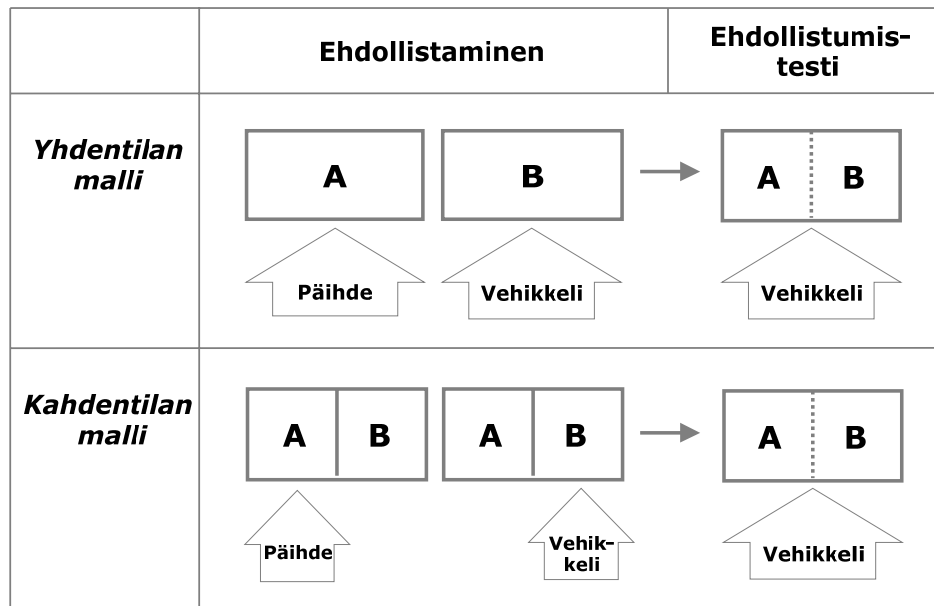 Ehdollistaminen
Ehdollistumis-
testi
Yhdentilan
malli
A
B
A
B
Päihde
Vehikkeli
Vehikkeli
Kahdentilan
malli
A
B
A
B
A
B
Päihde
Vehik-
keli
Vehikkeli